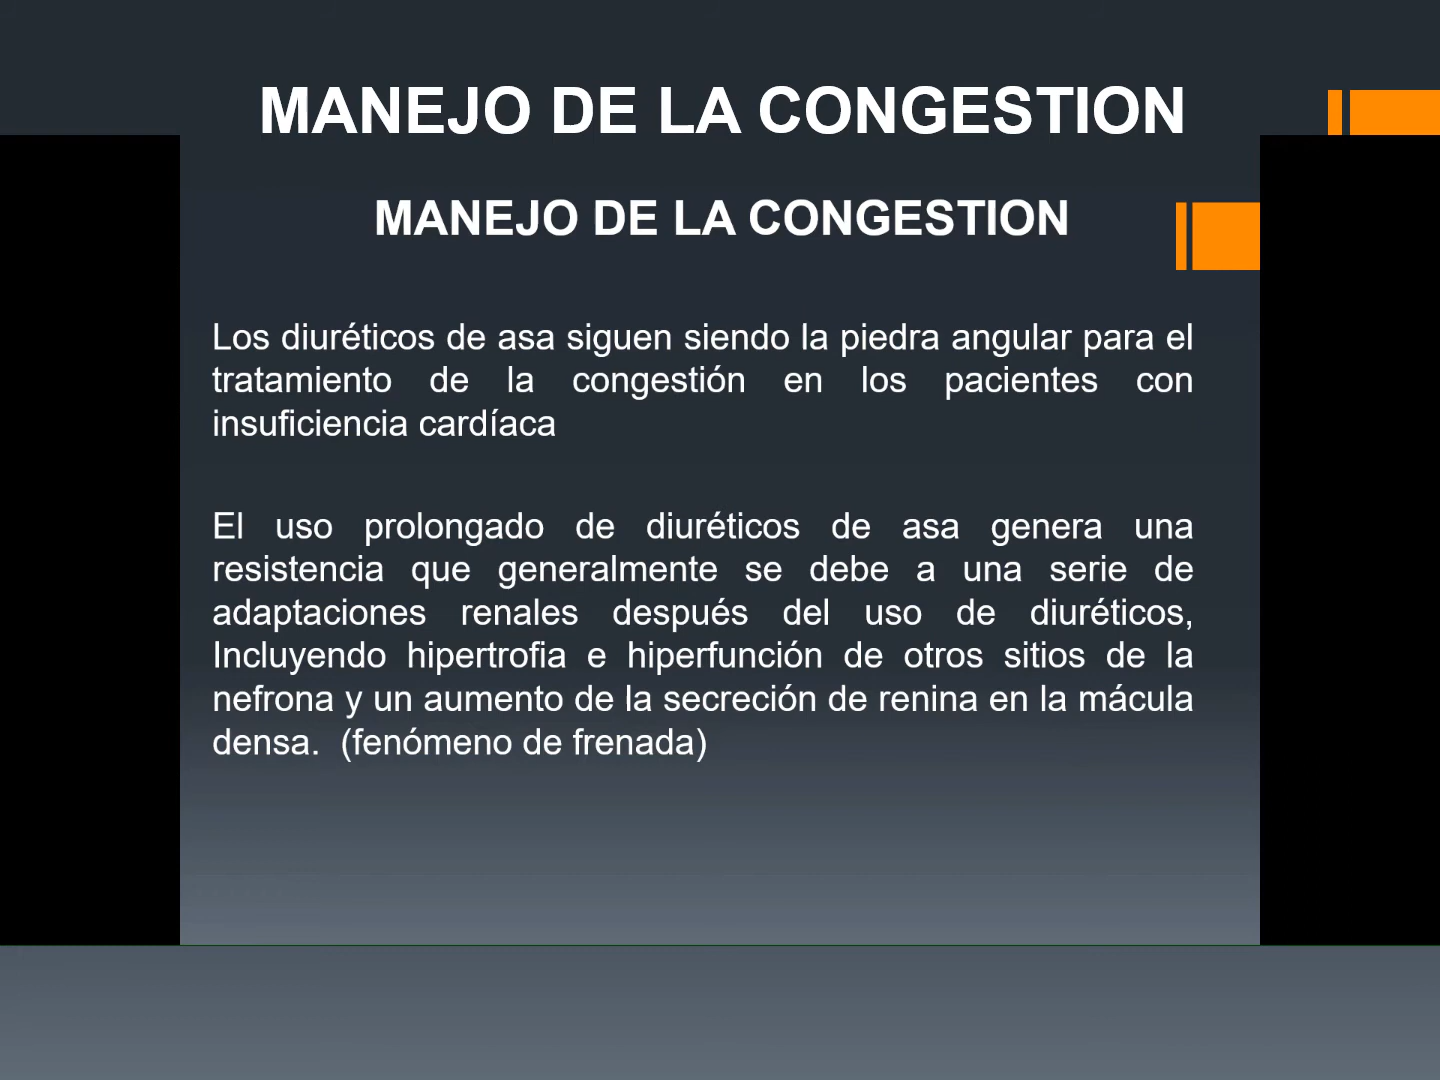 MANEJO DE LA CONGESTION
MANEJO DE LA CONGESTION
Los diuréticos de asa siguen siendo la piedra angular para el
tratamiento de la congestión en los pacientes con
insuficiencia cardíaca
El uso prolongado de diuréticos de asa genera una
resistencia que generalmente se debe a una serie de
adaptaciones renales después del uso de diuréticos,
Incluyendo hipertrofia e hiperfunción de otros sitios de la
nefrona y un aumento de la secreción de renina en la mácula
densa.  (fenómeno de frenada)